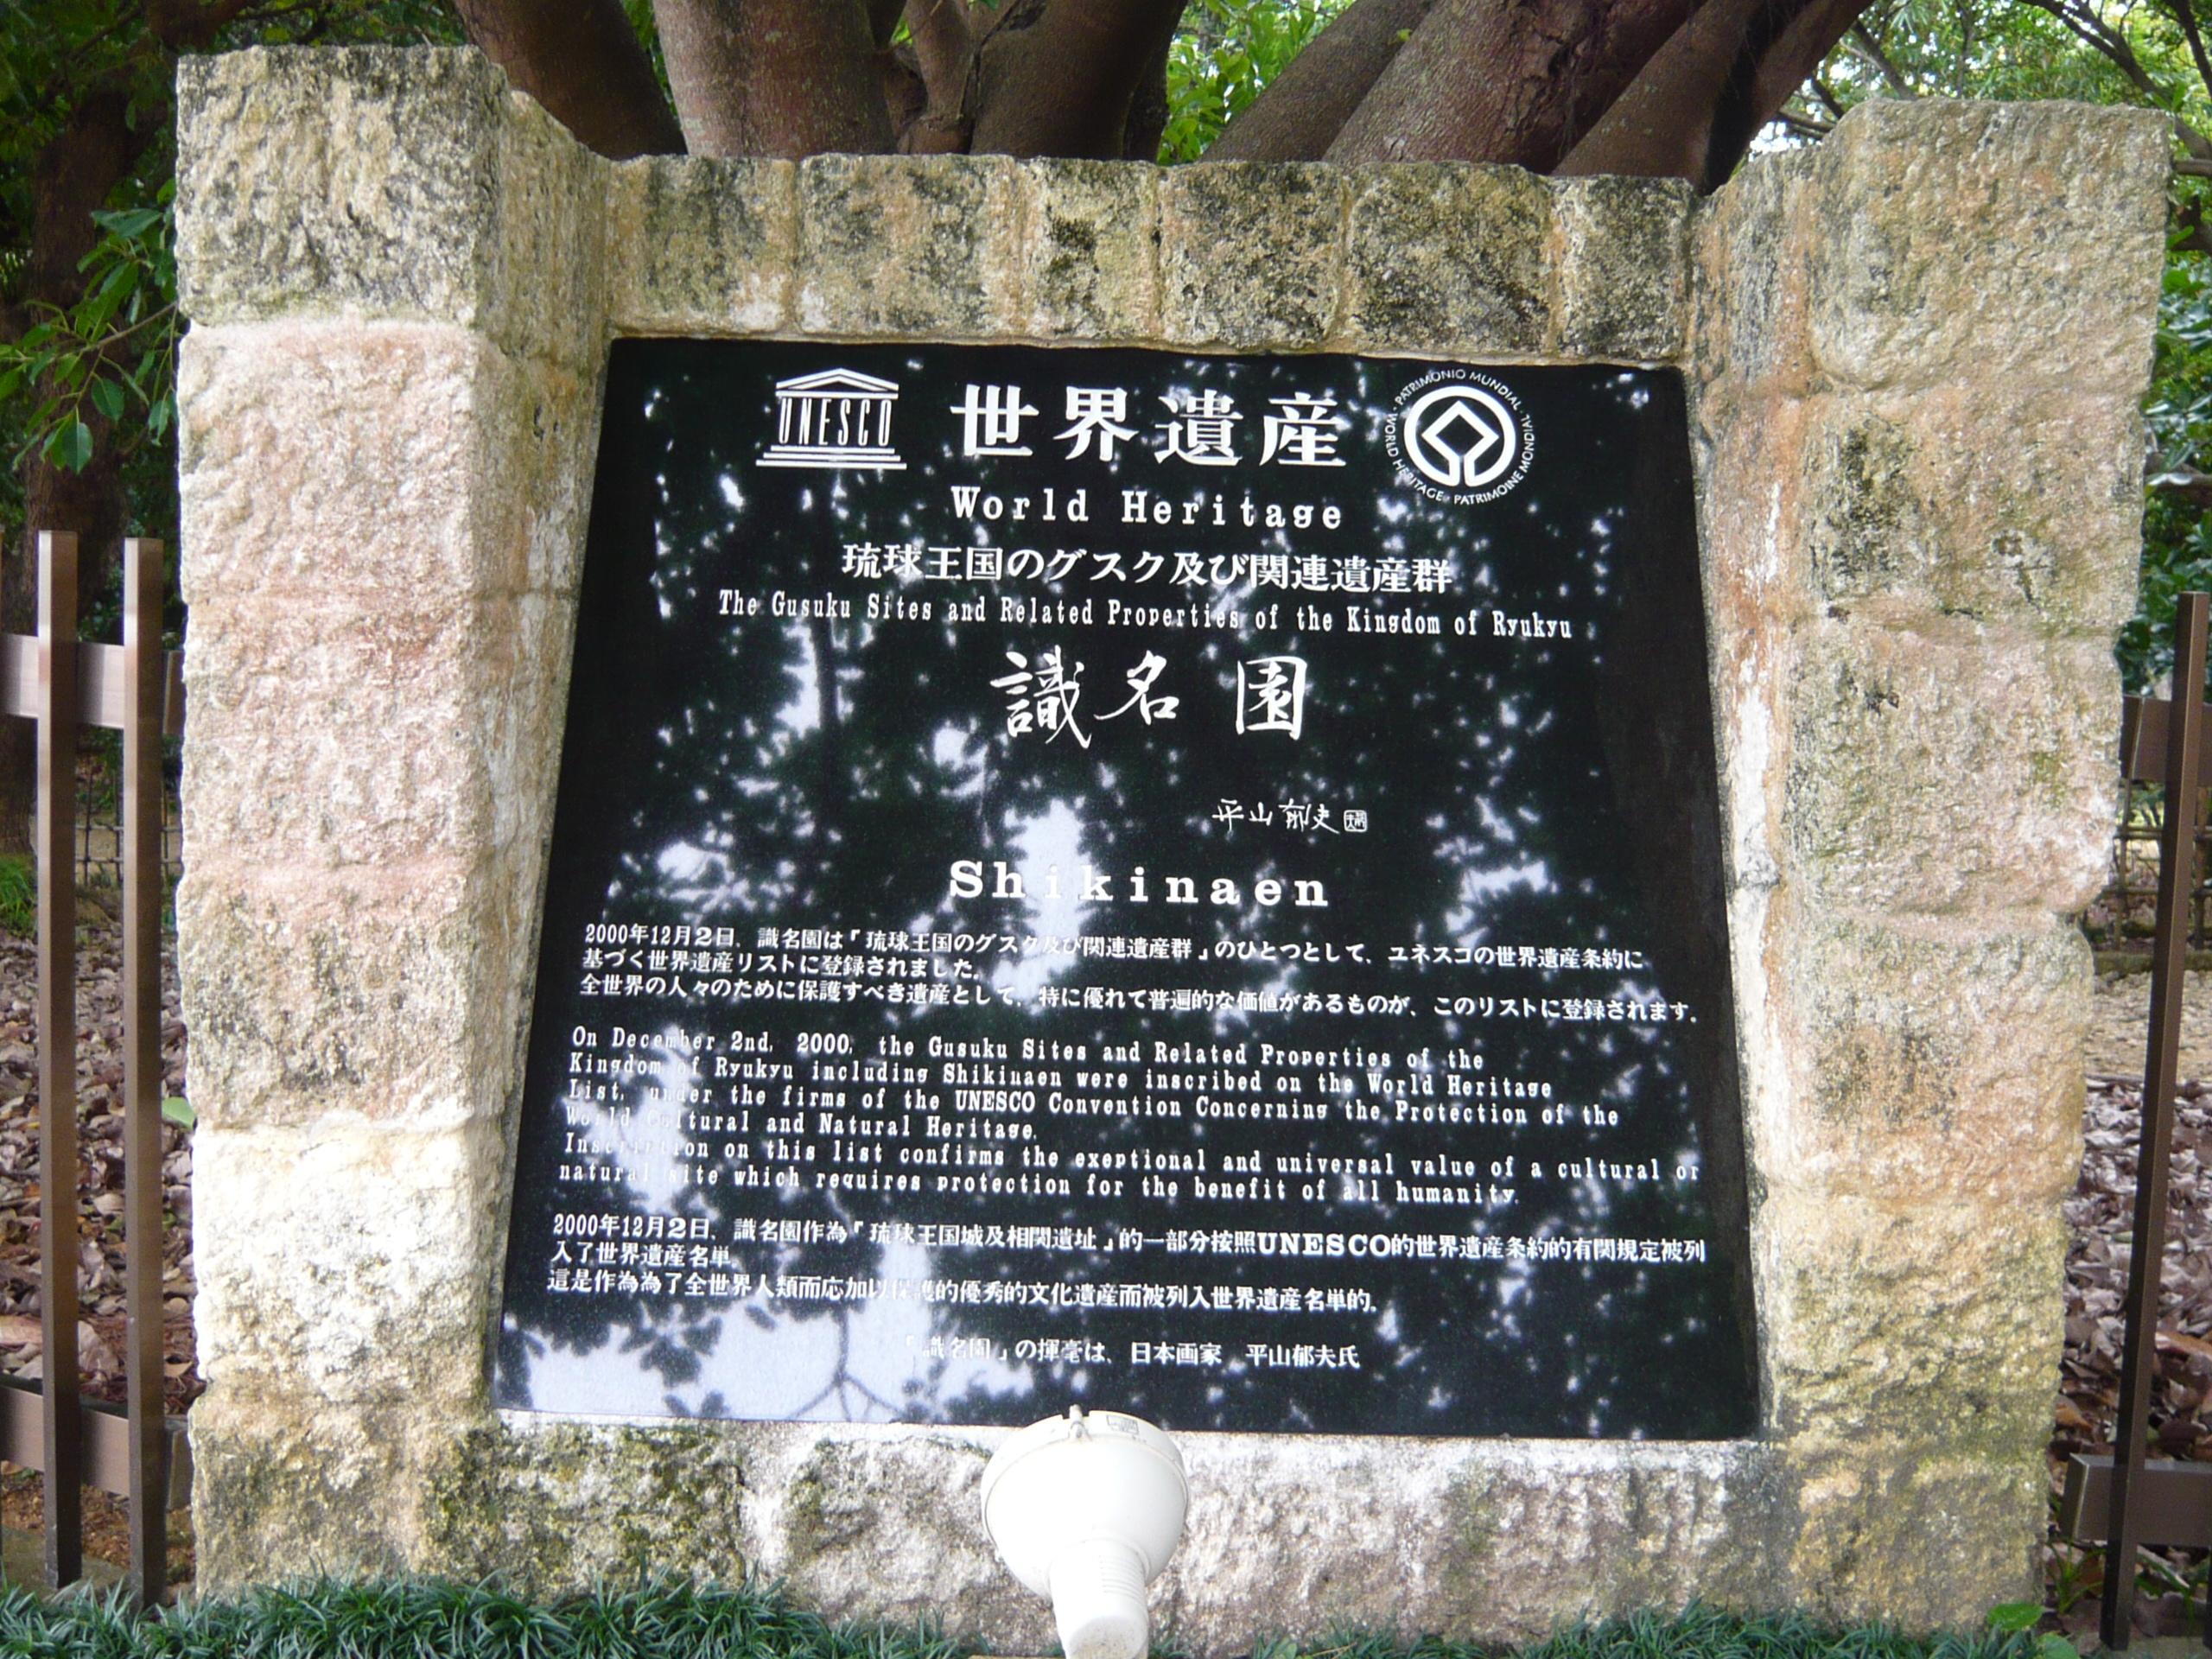 UNESCO
世界遺産
WORLD HERITAGE · PATRIMONIO MUNDIAL · PATRIMOINE MONDIAL
World Heritage
琉球王国のグスク及び関連遺産群
The Gusuku Sites and Related Properties of the Kingdom of Ryukyu
識名園
平山郁夫
Shikinaen
2000年12月2日、識名園は「琉球王国のグスク及び関連遺産群」のひとつとして、ユネスコの世界遺産条約に
基づく世界遺産リストに登録されました。
全世界の人々のために保護すべき遺産として、特に優れて普遍的な価値があるものが、このリストに登録されます。
On December 2nd, 2000, the Gusuku Sites and Related Properties of the
Kingdom of Ryukyu including Shikinaen were inscribed on the World Heritage
List, under the firms of the UNESCO Convention Concerning the Protection of the
World Cultural and Natural Heritage.
Inscription on this list confirms the exeptional and universal value of a cultural or
natural site which requires protection for the benefit of all humanity.
2000年12月2日、識名園作為「琉球王国城及相関遺址」的一部分按照UNESCO的世界遺産条約的有関規定被列
入了世界遺産名単。
這是作為為了全世界人類而応加以保護的優秀的文化遺産而被列入世界遺産名単的。
「識名園」の揮毫は、日本画家 平山郁夫氏